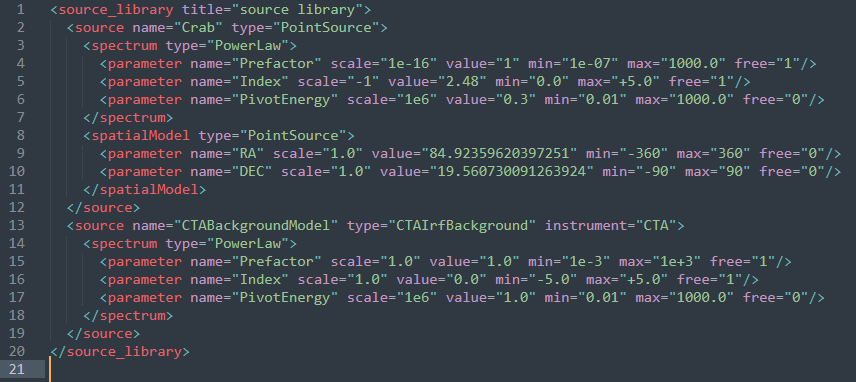 1 <source_library title="source library">
2 <source name="Crab" type="PointSource">
3 <spectrum type="PowerLaw">
4 <parameter name="Prefactor" scale="1e-16" value="1" min="1e-07" max="1000.0" free="1"/>
5 <parameter name="Index" scale="-1" value="2.48" min="0.0" max="+5.0" free="1"/>
6 <parameter name="PivotEnergy" scale="1e6" value="0.3" min="0.01" max="1000.0" free="0"/>
7 </spectrum>
8 <spatialModel type="PointSource">
9 <parameter name="RA" scale="1.0" value="84.92359620397251" min="-360" max="360" free="0"/>
10 <parameter name="DEC" scale="1.0" value="19.560730091263924" min="-90" max="90" free="0"/>
11 </spatialModel>
12 </source>
13 <source name="CTABackgroundModel" type="CTAIrfBackground" instrument="CTA">
14 <spectrum type="PowerLaw">
15 <parameter name="Prefactor" scale="1.0" value="1.0" min="1e-3" max="1e+3" free="1"/>
16 <parameter name="Index" scale="1.0" value="0.0" min="-5.0" max="+5.0" free="1"/>
17 <parameter name="PivotEnergy" scale="1e6" value="1.0" min="0.01" max="1000.0" free="0"/>
18 </spectrum>
19 </source>
20 </source_library>
21